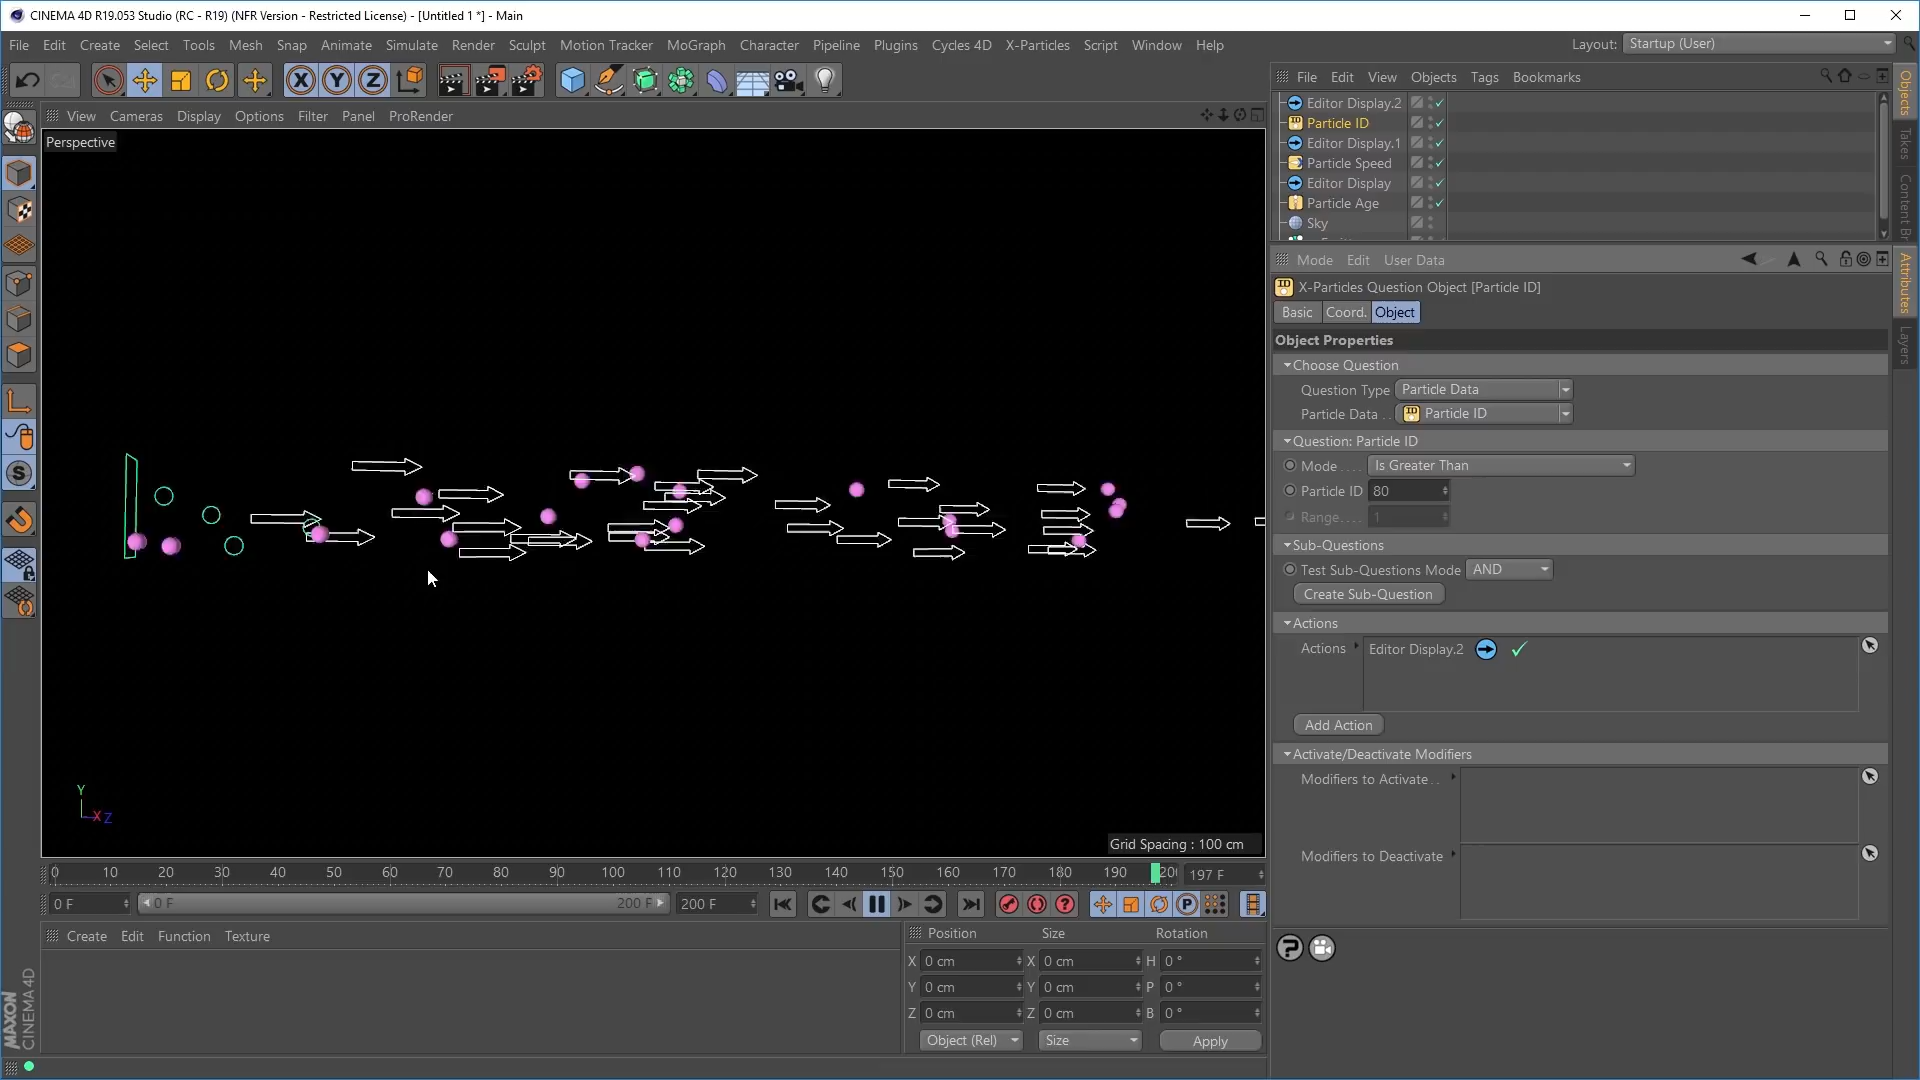 CINEMA 4D R19.053 Studio (RC - R19) (NFR Version - Restricted License) - [Untitled 1 *] - Main
File Edit Create Select Tools Mesh Snap Animate Simulate Render Sculpt Motion Tracker MoGraph Character Pipeline Plugins Cycles 4D X-Particles Script Window Help
Layout: Startup (User)
X Y Z
View Cameras Display Options Filter Panel ProRender
Perspective
File Edit View Objects Tags Bookmarks
Editor Display.2
Particle ID
Editor Display.1
Particle Speed
Editor Display
Particle Age
Sky
Objects
Takes
Content Br
Attributes
Layers
Mode Edit User Data
X-Particles Question Object [Particle ID]
Basic Coord. Object
Object Properties
Choose Question
Question Type Particle Data
Particle Data . . Particle ID
Question: Particle ID
Mode . . . . Is Greater Than
Particle ID 80
Range. . . . 1
Sub-Questions
Test Sub-Questions Mode AND
Create Sub-Question
Actions
Actions Editor Display.2
Add Action
Activate/Deactivate Modifiers
Modifiers to Activate . .
Modifiers to Deactivate
Y
X Z
Grid Spacing : 100 cm
0 10 20 30 40 50 60 70 80 90 100 110 120 130 140 150 160 170 180 190 200 197 F
0 F 0 F 200 F 200 F
Create Edit Function Texture
Position Size Rotation
X 0 cm X 0 cm H 0 °
Y 0 cm Y 0 cm P 0 °
Z 0 cm Z 0 cm B 0 °
Object (Rel) Size Apply
MAXON
CINEMA 4D